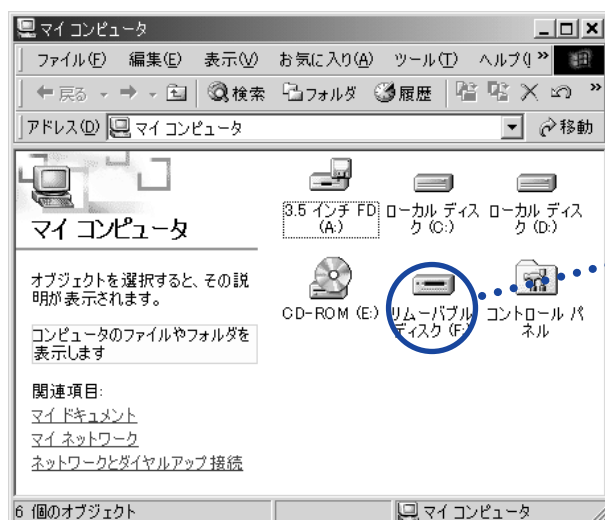 マイ コンピュータ
ファイル(F) 編集(E) 表示(V) お気に入り(A) ツール(T) ヘルプ( »
戻る 検索 フォルダ 履歴 »
アドレス(D) マイ コンピュータ 移動
マイ コンピュータ
オブジェクトを選択すると、その説
明が表示されます。
コンピュータのファイルやフォルダを
表示します
関連項目:
マイ ドキュメント
マイ ネットワーク
ネットワークとダイヤルアップ接続
3.5 インチ FD
(A:)
ローカル ディス
ク (C:)
ローカル ディス
ク (D:)
CD-ROM (E:)
リムーバブル
ディスク (F:
コントロール パ
ネル
6 個のオブジェクト
マイ コンピュータ